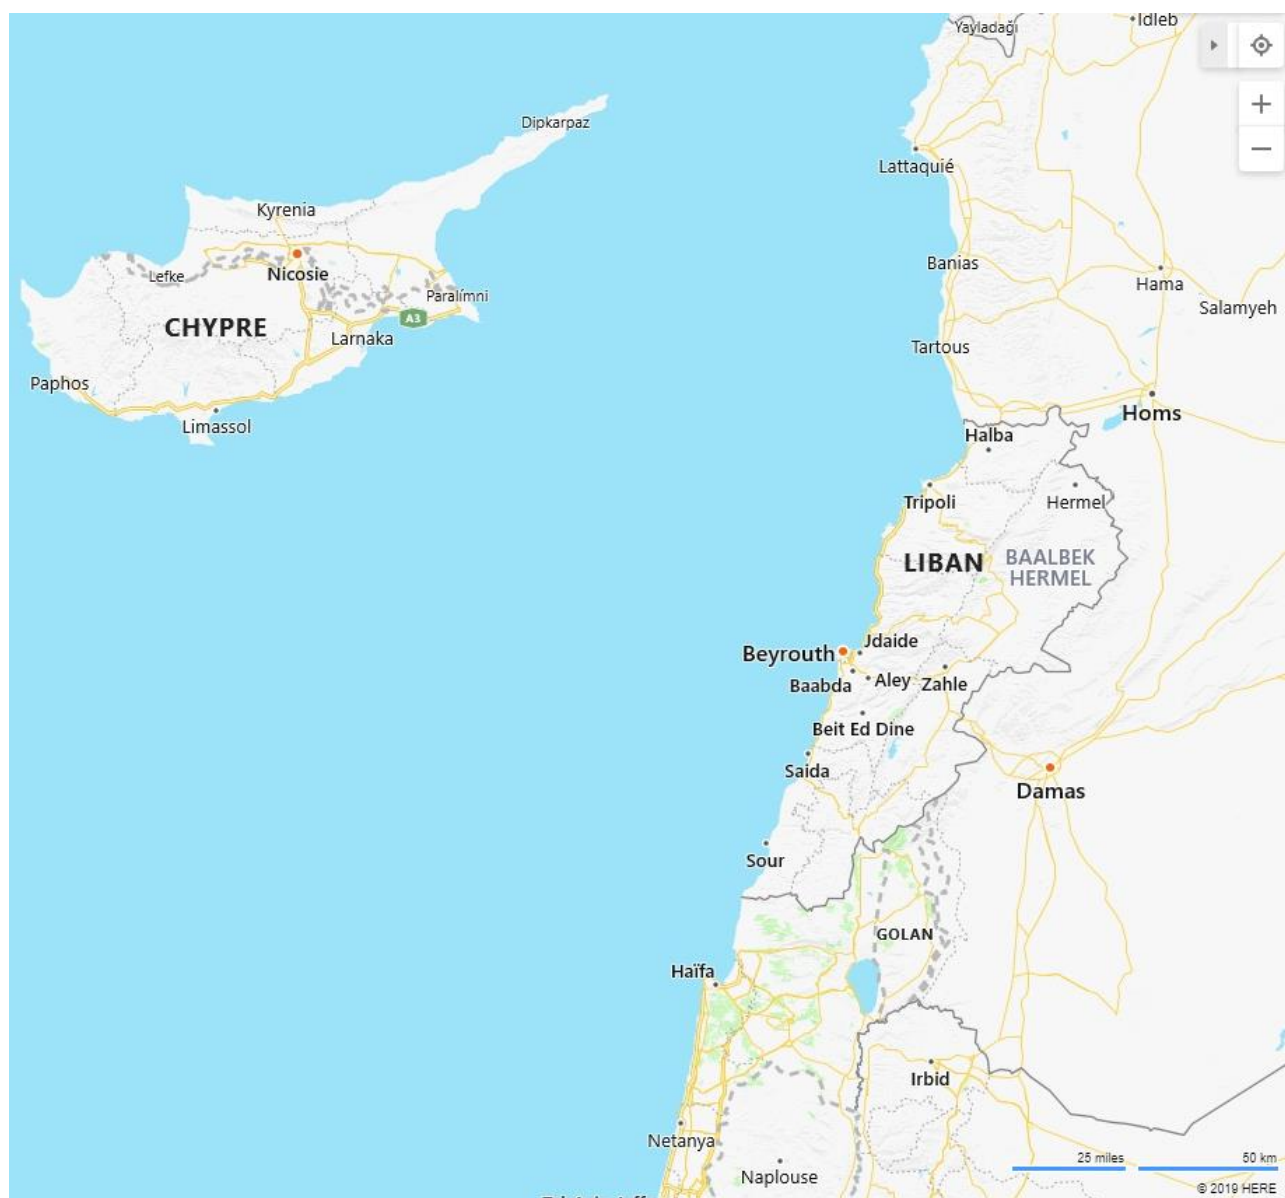 Yayladağı
Idleb
Dipkarpaz
Lattaquié
Kyrenia
Nicosie
Lefke
Banias
Hama
Paralímni
Salamyeh
A3
CHYPRE
Larnaka
Tartous
Paphos
Limassol
Homs
Halba
Tripoli
Hermel
LIBAN
BAALBEK
HERMEL
Jdaide
Beyrouth
Baabda
Aley
Zahle
Beit Ed Dine
Saida
Damas
Sour
GOLAN
Haïfa
Irbid
Netanya
25 miles
50 km
Naplouse
© 2019 HERE